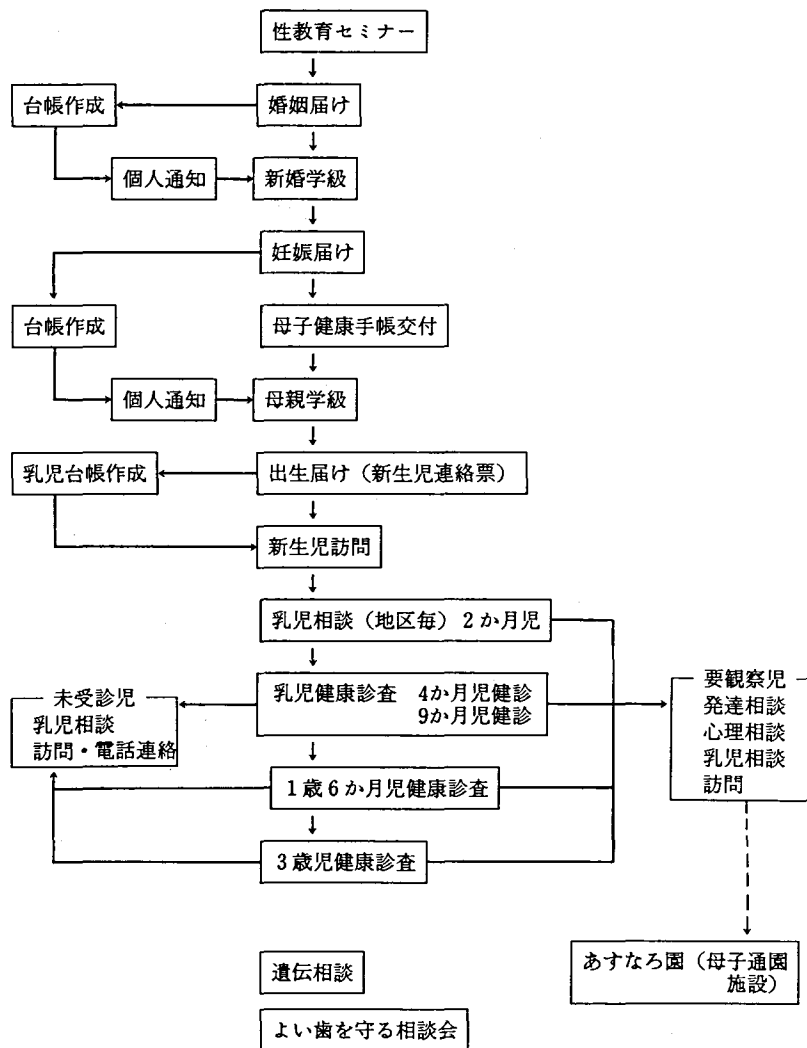 性教育セミナー
台帳作成
婚姻届け
個人通知
新婚学級
妊娠届け
台帳作成
母子健康手帳交付
個人通知
母親学級
乳児台帳作成
出生届け（新生児連絡票）
新生児訪問
乳児相談（地区毎）2か月児
未受診児
乳児相談
訪問・電話連絡
乳児健康診査　4か月児健診
9か月児健診
要観察児
発達相談
心理相談
乳児相談
訪問
1歳6か月児健康診査
3歳児健康診査
あすなろ園（母子通園
施設）
遺伝相談
よい歯を守る相談会